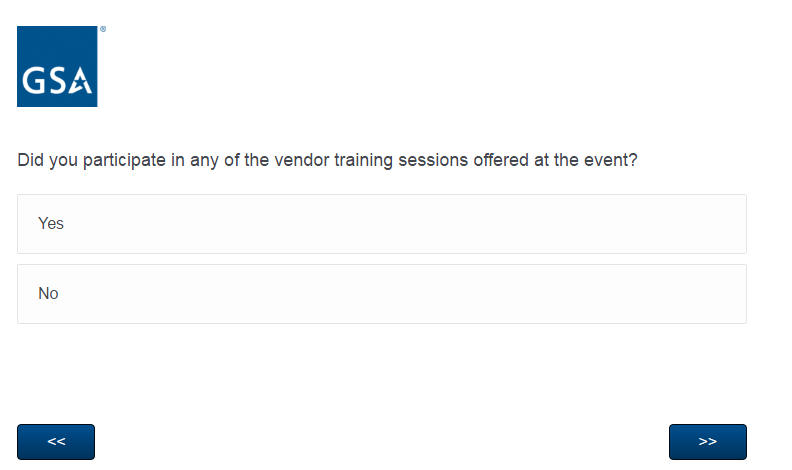 ®
GSA
Did you participate in any of the vendor training sessions offered at the event?
Yes
No
<< >>